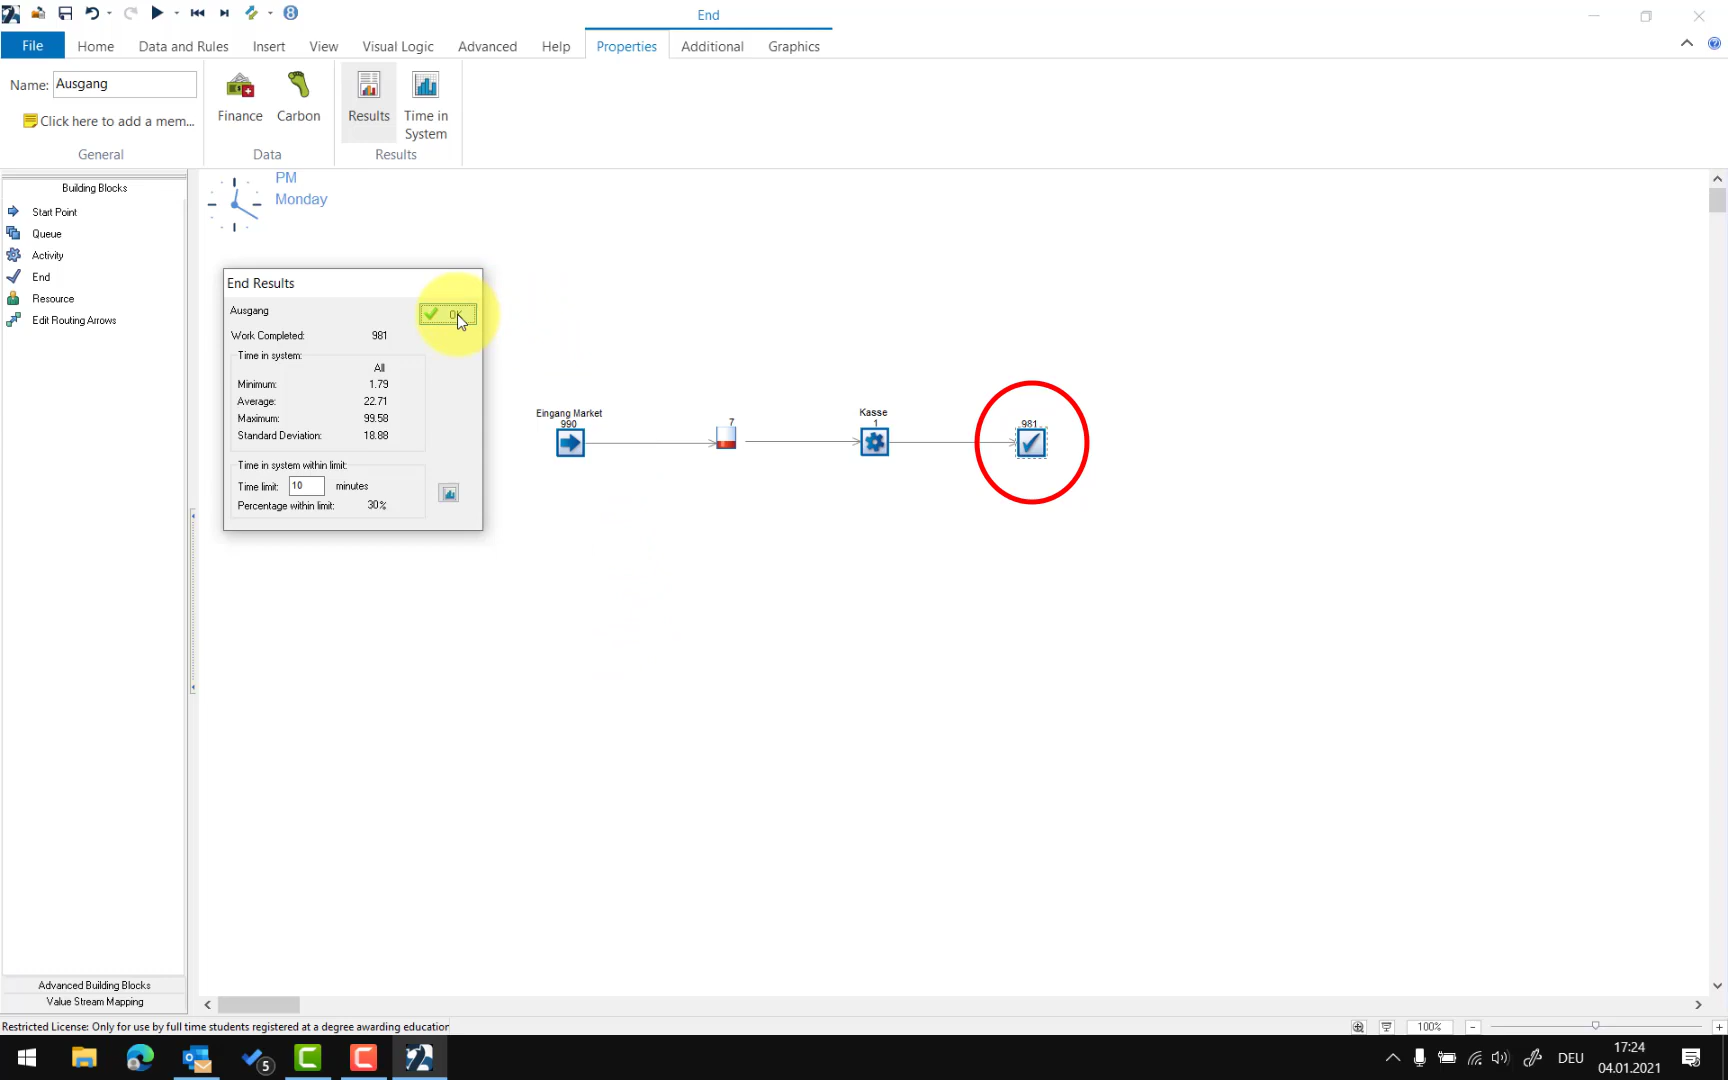 End
File
Home
Data and Rules
Insert
View
Visual Logic
Advanced
Help
Properties
Additional
Graphics
Name: Ausgang
Click here to add a mem...
General
Finance
Carbon
Data
Results
Time in
System
Results
Building Blocks
Start Point
Queue
Activity
End
Resource
Edit Routing Arrows
PM
Monday
End Results
Ausgang
OK
Work Completed: 981
Time in system:
All
Minimum: 1.79
Average: 22.71
Maximum: 99.58
Standard Deviation: 18.88
Time in system within limit:
Time limit: 10 minutes
Percentage within limit: 30%
Eingang Market
990
7
Kasse
1
981
Advanced Building Blocks
Value Stream Mapping
Restricted License: Only for use by full time students registered at a degree awarding education
100%
5
DEU
17:24
04.01.2021